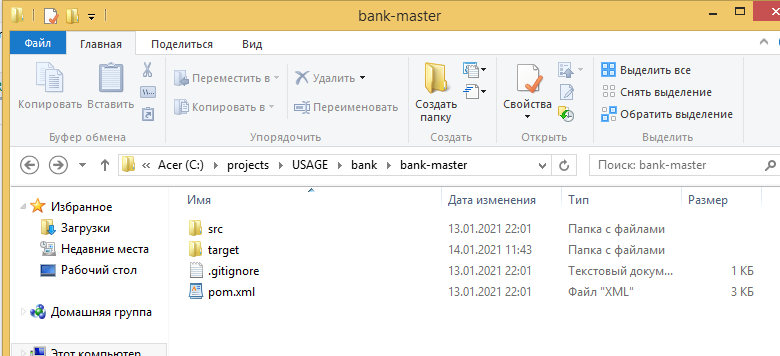 bank-master
Файл Главная Поделиться Вид
Копировать Вставить Переместить в Копировать в Удалить Переименовать Создать папку Свойства Выделить все Снять выделение Обратить выделение
Буфер обмена Упорядочить Создать Открыть Выделить
« Acer (C:) projects USAGE bank bank-master Поиск: bank-master
Имя Дата изменения Тип Размер
Избранное
Загрузки
Недавние места
Рабочий стол
Домашняя группа
Этот компьютер
src 13.01.2021 22:01 Папка с файлами
target 14.01.2021 11:43 Папка с файлами
.gitignore 13.01.2021 22:01 Текстовый докум... 1 КБ
pom.xml 13.01.2021 22:01 Файл "XML" 3 КБ